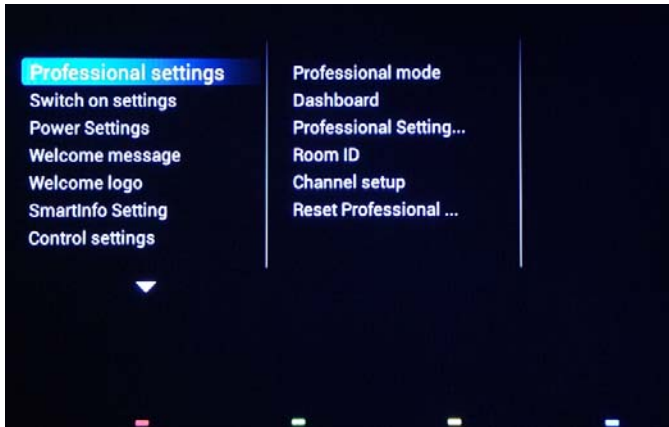 Professional settings
Switch on settings
Power Settings
Welcome message
Welcome logo
SmartInfo Setting
Control settings
Professional mode
Dashboard
Professional Setting...
Room ID
Channel setup
Reset Professional ...